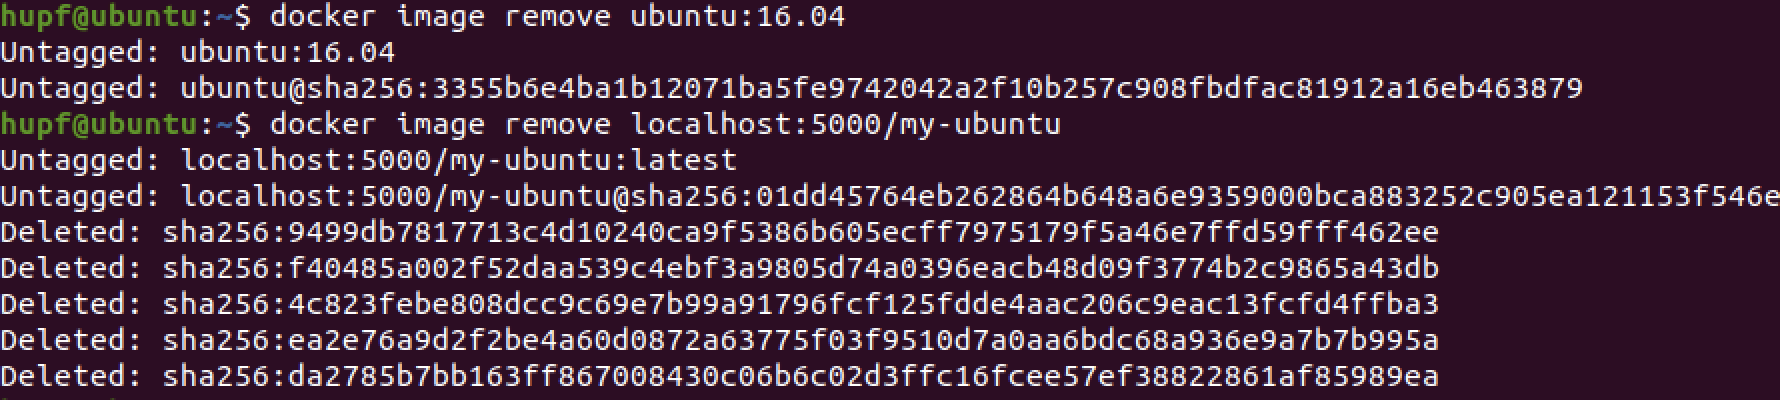 hupf@ubuntu:~$ docker image remove ubuntu:16.04
Untagged: ubuntu:16.04
Untagged: ubuntu@sha256:3355b6e4ba1b12071ba5fe9742042a2f10b257c908fbdfac81912a16eb463879
hupf@ubuntu:~$ docker image remove localhost:5000/my-ubuntu
Untagged: localhost:5000/my-ubuntu:latest
Untagged: localhost:5000/my-ubuntu@sha256:01dd45764eb262864b648a6e9359000bca883252c905ea121153f546e
Deleted: sha256:9499db7817713c4d10240ca9f5386b605ecff7975179f5a46e7ffd59fff462ee
Deleted: sha256:f40485a002f52daa539c4ebf3a9805d74a0396eacb48d09f3774b2c9865a43db
Deleted: sha256:4c823febe808dcc9c69e7b99a91796fcf125fdde4aac206c9eac13fcfd4ffba3
Deleted: sha256:ea2e76a9d2f2be4a60d0872a63775f03f9510d7a0aa6bdc68a936e9a7b7b995a
Deleted: sha256:da2785b7bb163ff867008430c06b6c02d3ffc16fcee57ef38822861af85989ea